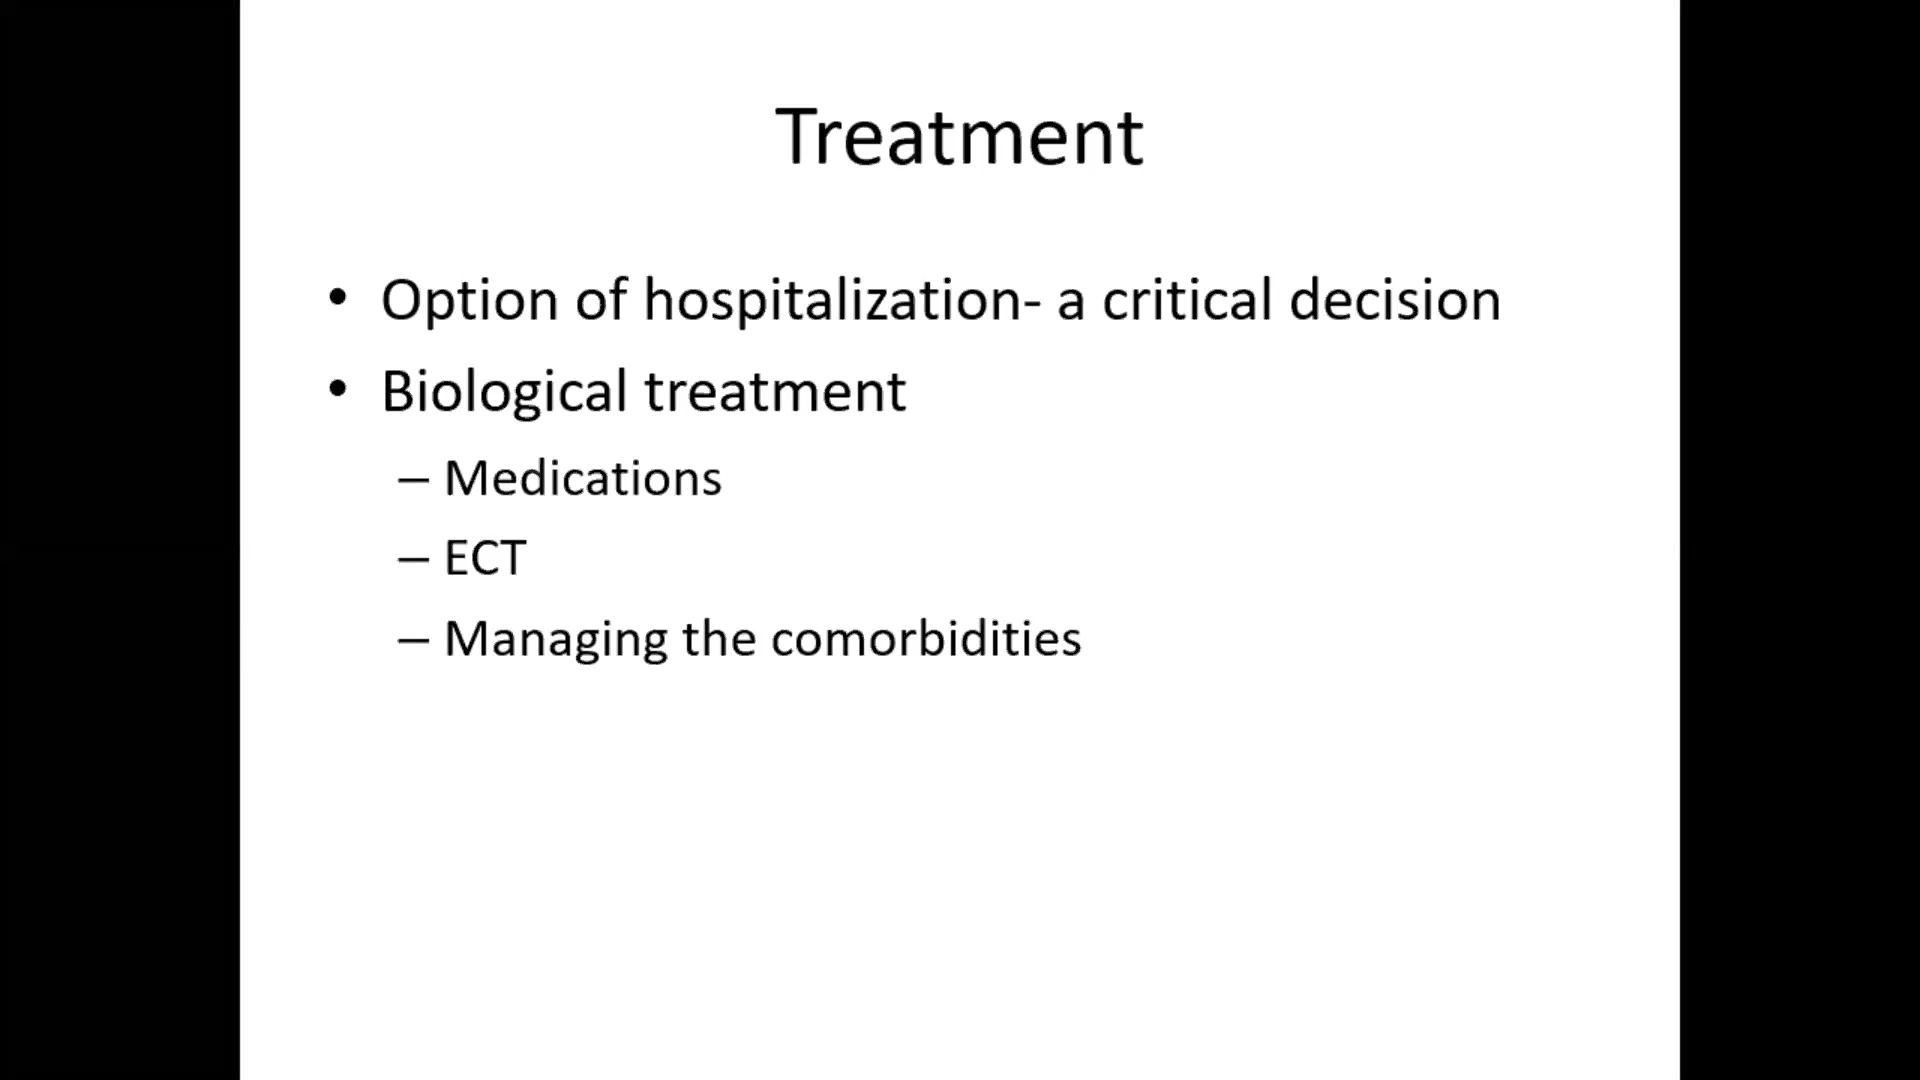 Treatment
• Option of hospitalization- a critical decision
• Biological treatment
– Medications
– ECT
– Managing the comorbidities